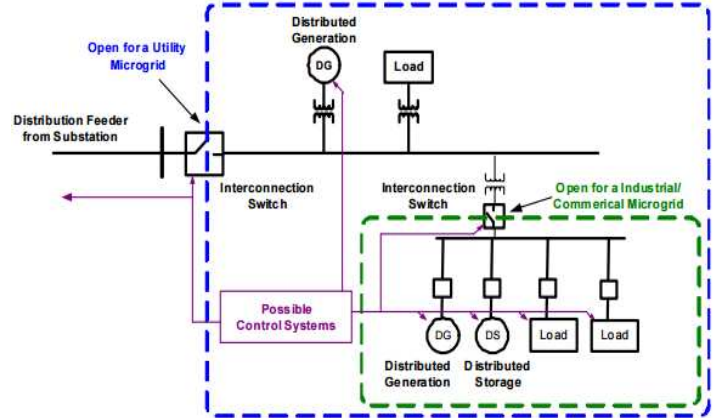 Distributed
Generation
DG
Load
Open for a Utility
Microgrid
Distribution Feeder
from Substation
Interconnection
Switch
Interconnection
Switch
Open for a Industrial/
Commerical Microgrid
Possible
Control Systems
DG
DS
Load
Load
Distributed
Generation
Distributed
Storage